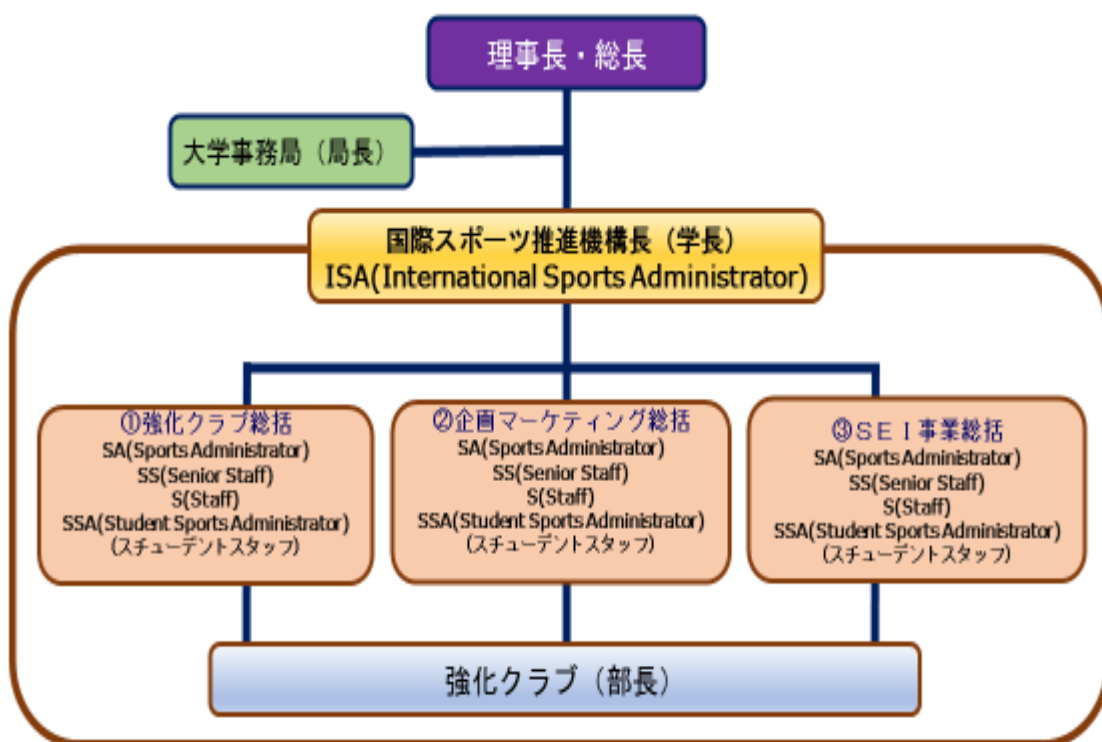 理事長・総長
大学事務局（局長）
国際スポーツ推進機構長（学長）
ISA(International Sports Administrator)
①強化クラブ総括
SA(Sports Administrator)
SS(Senior Staff)
S(Staff)
SSA(Student Sports Administrator)
(スチューデントスタッフ)
②企画マーケティング総括
SA(Sports Administrator)
SS(Senior Staff)
S(Staff)
SSA(Student Sports Administrator)
(スチューデントスタッフ)
③ＳＥＩ事業総括
SA(Sports Administrator)
SS(Senior Staff)
S(Staff)
SSA(Student Sports Administrator)
(スチューデントスタッフ)
強化クラブ（部長）